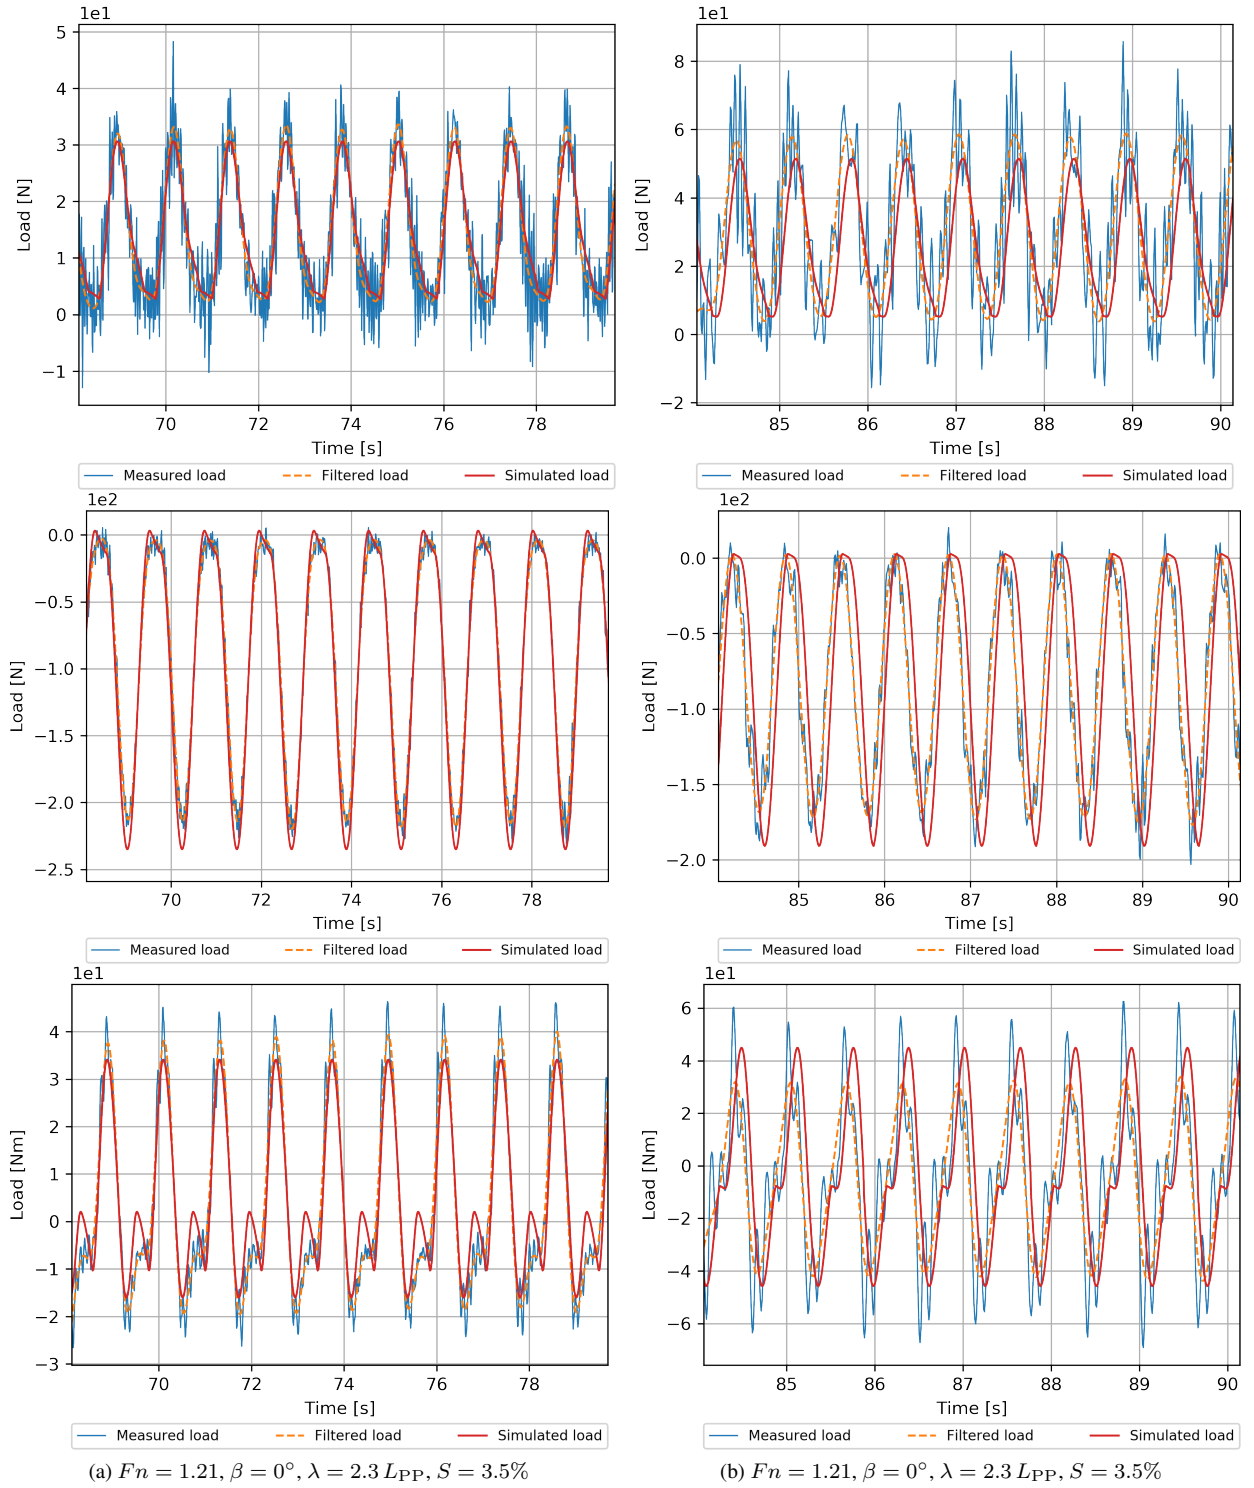 1e1
5
4
3
2
1
0
−1
Load [N]
70 72 74 76 78
Time [s]
Measured load Filtered load Simulated load
1e1
8
6
4
2
0
−2
Load [N]
85 86 87 88 89 90
Time [s]
Measured load Filtered load Simulated load
1e2
0.0
−0.5
−1.0
−1.5
−2.0
−2.5
Load [N]
70 72 74 76 78
Time [s]
Measured load Filtered load Simulated load
1e2
0.0
−0.5
−1.0
−1.5
−2.0
Load [N]
85 86 87 88 89 90
Time [s]
Measured load Filtered load Simulated load
1e1
4
3
2
1
0
−1
−2
−3
Load [Nm]
70 72 74 76 78
Time [s]
Measured load Filtered load Simulated load
1e1
6
4
2
0
−2
−4
−6
Load [Nm]
85 86 87 88 89 90
Time [s]
Measured load Filtered load Simulated load
(a) Fn = 1.21, β = 0°, λ = 2.3 L_PP, S = 3.5%
(b) Fn = 1.21, β = 0°, λ = 2.3 L_PP, S = 3.5%